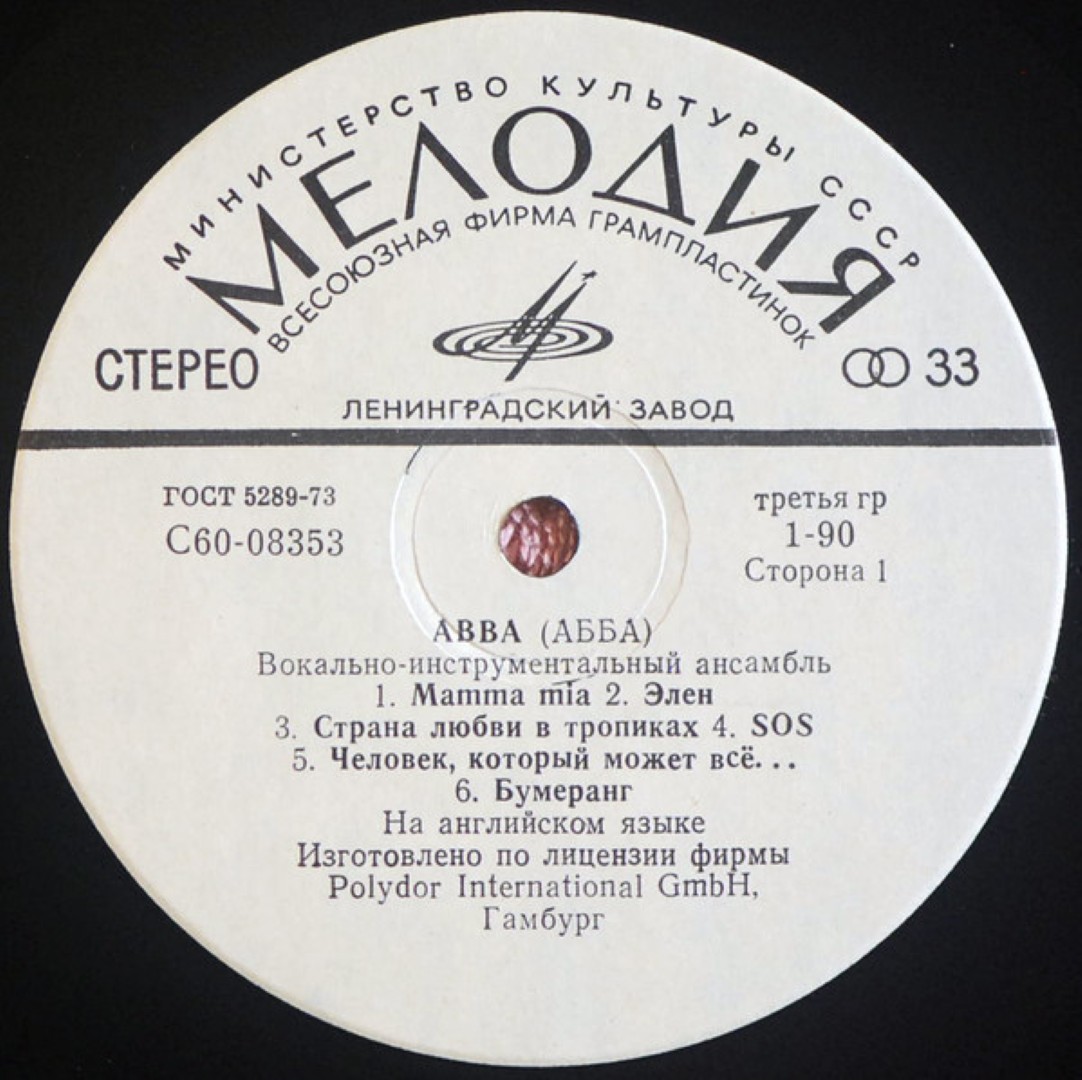 МИНИСТЕРСТВО КУЛЬТУРЫ СССР
МЕЛОДИЯ
ВСЕСОЮЗНАЯ ФИРМА ГРАМПЛАСТИНОК
СТЕРЕО
33
ЛЕНИНГРАДСКИЙ ЗАВОД
ГОСТ 5289-73
С60-08353
третья гр
1-90
Сторона 1
ABBA (АББА)
Вокально-инструментальный ансамбль
1. Mamma mia 2. Элен
3. Страна любви в тропиках 4. SOS
5. Человек, который может всё...
6. Бумеранг
На английском языке
Изготовлено по лицензии фирмы
Polydor International GmbH,
Гамбург